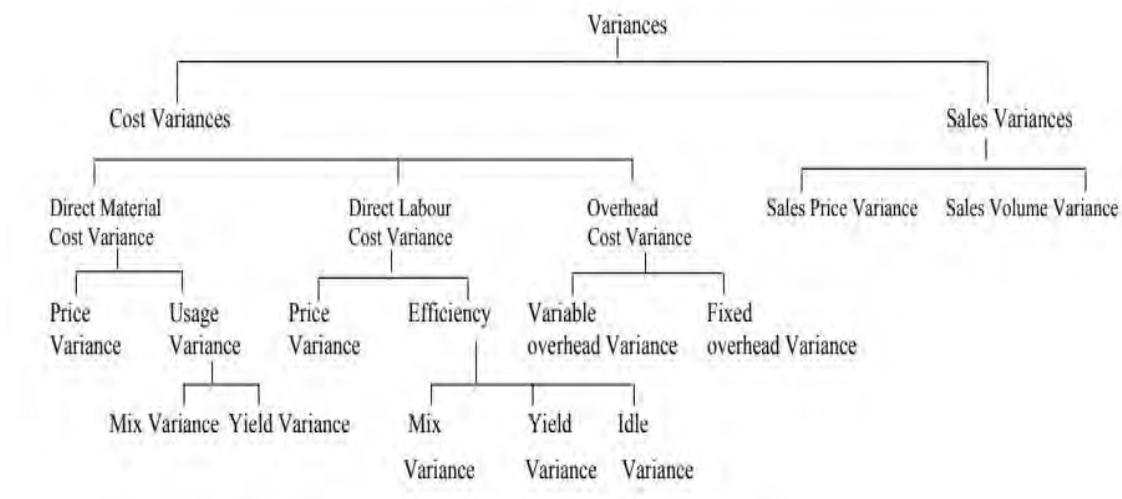 Variances
Cost Variances
Sales Variances
Direct Material
Cost Variance
Direct Labour
Cost Variance
Overhead
Cost Variance
Sales Price Variance
Sales Volume Variance
Price
Variance
Usage
Variance
Price
Variance
Efficiency
Variable
overhead Variance
Fixed
overhead Variance
Mix Variance
Yield Variance
Mix
Variance
Yield
Variance
Idle
Variance